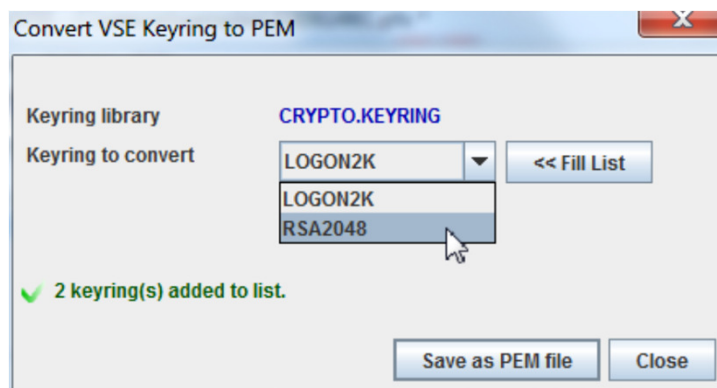 Convert VSE Keyring to PEM
Keyring library CRYPTO.KEYRING
Keyring to convert LOGON2K << Fill List
LOGON2K
RSA2048
2 keyring(s) added to list.
Save as PEM file Close